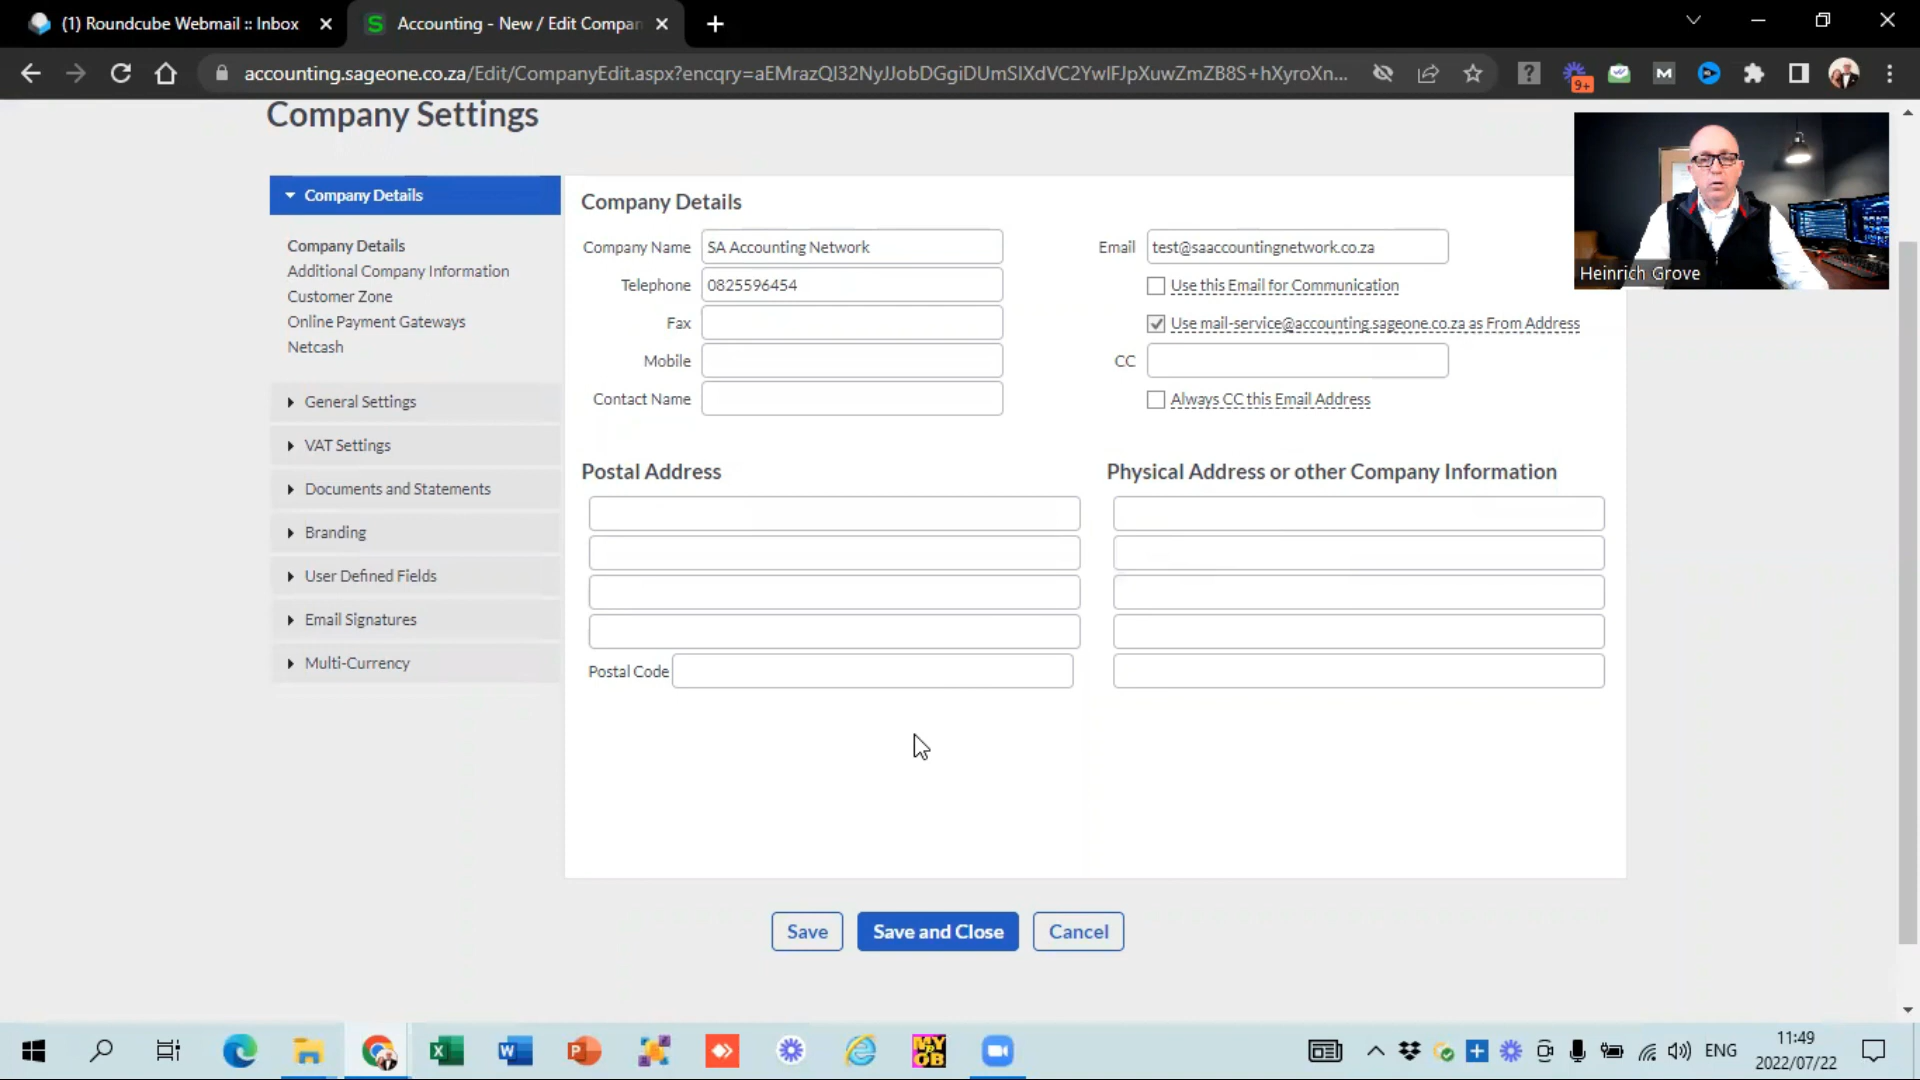 (1) Roundcube Webmail :: Inbox
Accounting - New / Edit Compan
accounting.sageone.co.za/Edit/CompanyEdit.aspx?encqry=aEMrazQl32NyJJobDGgiDUmSlXdVC2YwlFJpXuwZmZB8S+hXyroXn...
9+
Company Settings
Heinrich Grove
Company Details
Company Details
Additional Company Information
Customer Zone
Online Payment Gateways
Netcash
General Settings
VAT Settings
Documents and Statements
Branding
User Defined Fields
Email Signatures
Multi-Currency
Company Details
Company Name SA Accounting Network
Telephone 0825596454
Fax
Mobile
Contact Name
Email test@saaccountingnetwork.co.za
Use this Email for Communication
Use mail-service@accounting.sageone.co.za as From Address
CC
Always CC this Email Address
Postal Address
Postal Code
Physical Address or other Company Information
Save
Save and Close
Cancel
MY OB
ENG
11:49
2022/07/22